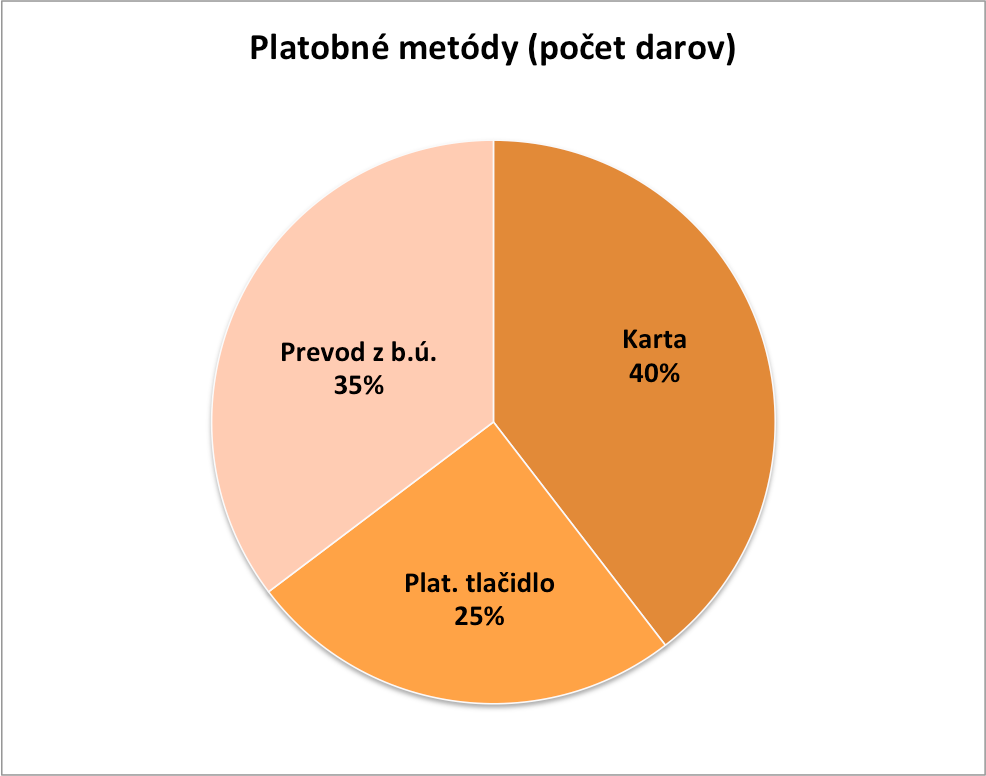 Platobné metódy (počet darov)
Karta
40%
Prevod z b.ú.
35%
Plat. tlačidlo
25%